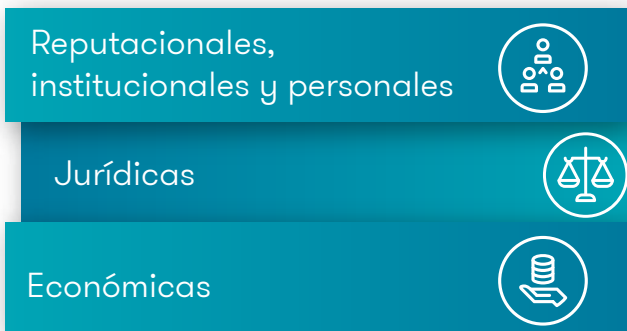 Reputacionales,
institucionales y personales
Jurídicas
Económicas